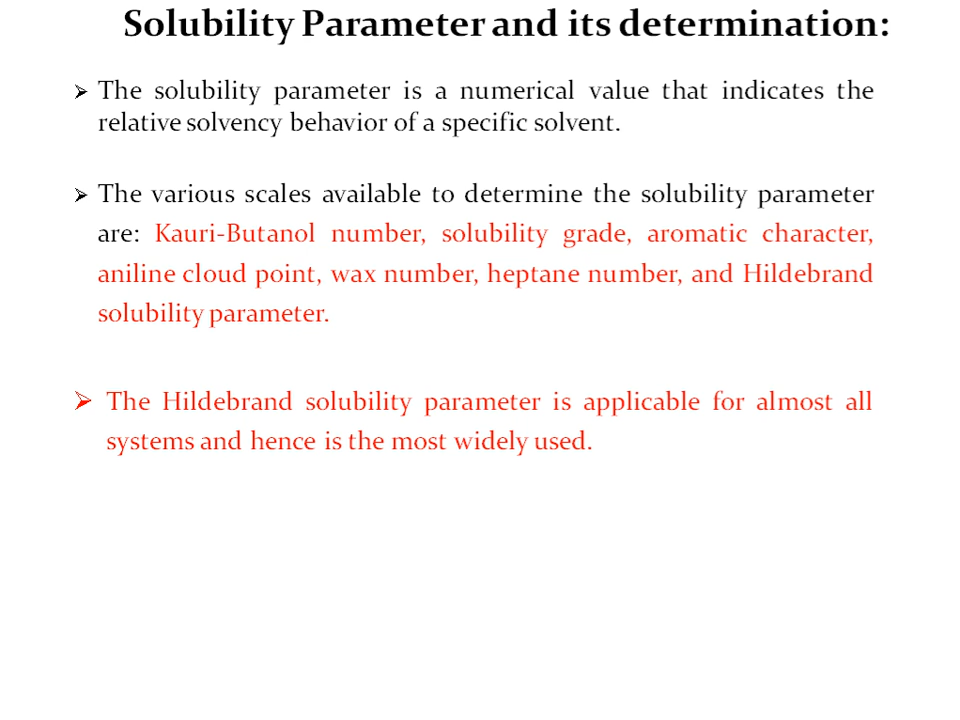 Solubility Parameter and its determination:
➢ The solubility parameter is a numerical value that indicates the
relative solvency behavior of a specific solvent.
➢ The various scales available to determine the solubility parameter
are: Kauri-Butanol number, solubility grade, aromatic character,
aniline cloud point, wax number, heptane number, and Hildebrand
solubility parameter.
➢ The Hildebrand solubility parameter is applicable for almost all
systems and hence is the most widely used.